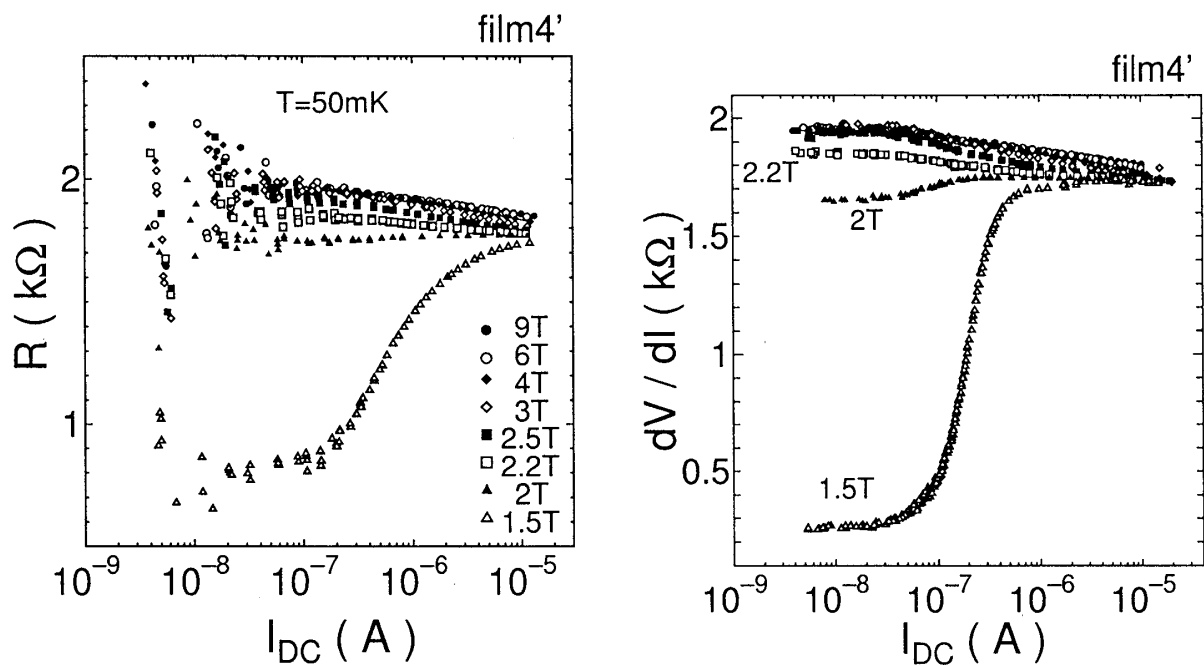 film4'
T=50mK
2
1
R ( kΩ )
9T
6T
4T
3T
2.5T
2.2T
2T
1.5T
10⁻⁹ 10⁻⁸ 10⁻⁷ 10⁻⁶ 10⁻⁵
I_DC ( A )
film4'
2
1.5
1
0.5
dV / dI ( kΩ )
2.2T
2T
1.5T
10⁻⁹ 10⁻⁸ 10⁻⁷ 10⁻⁶ 10⁻⁵
I_DC ( A )